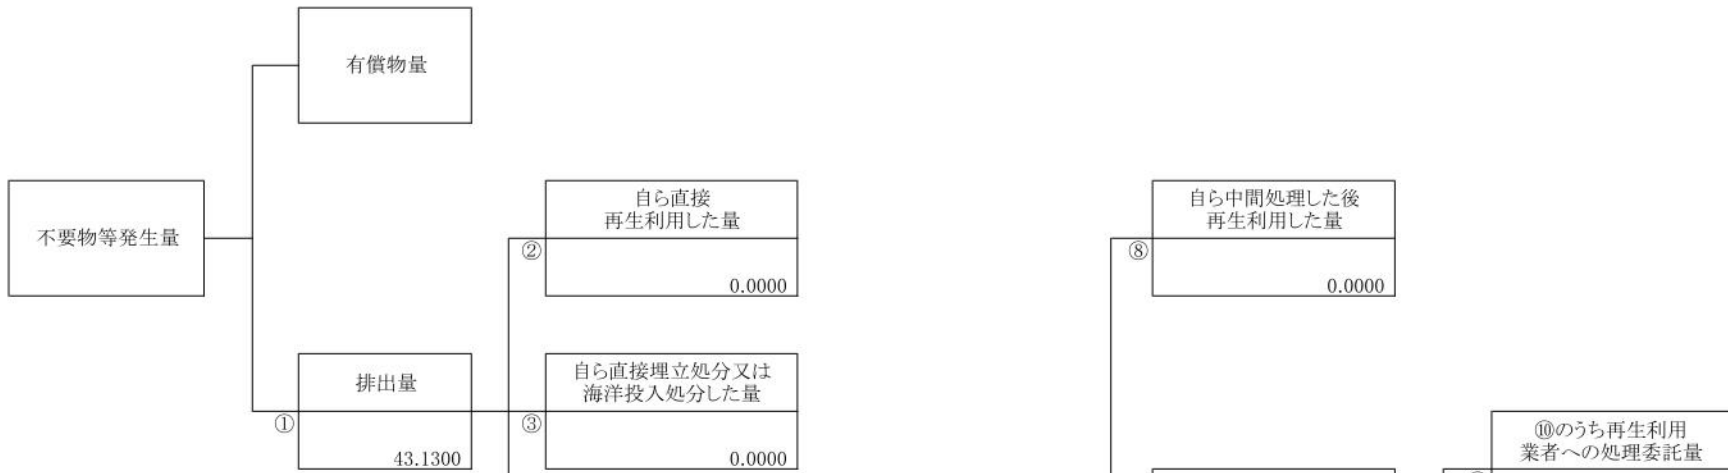 有償物量
不要物等発生量
自ら直接
再生利用した量
②
0.0000
自ら中間処理した後
再生利用した量
⑧
0.0000
排出量
①
43.1300
自ら直接埋立処分又は
海洋投入処分した量
③
0.0000
⑩のうち再生利用
業者への処理委託量